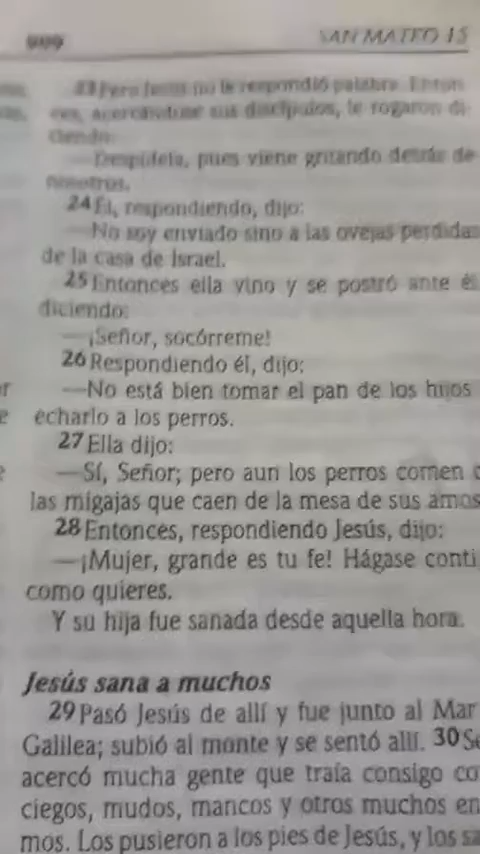 909
SAN MATEO 15
23 Pero Jesús no le respondió palabra. Enton
ces, acercándose sus discípulos, le rogaron di
ciendo:
—Despídela, pues viene gritando detrás de
nosotros.
24 Él, respondiendo, dijo:
—No soy enviado sino a las ovejas perdidas
de la casa de Israel.
25 Entonces ella vino y se postró ante él
diciendo:
—¡Señor, socórreme!
26 Respondiendo él, dijo:
—No está bien tomar el pan de los hijos
echarlo a los perros.
27 Ella dijo:
—Sí, Señor; pero aun los perros comen
las migajas que caen de la mesa de sus amos
28 Entonces, respondiendo Jesús, dijo:
—¡Mujer, grande es tu fe! Hágase conti
como quieres.
Y su hija fue sanada desde aquella hora.
Jesús sana a muchos
29 Pasó Jesús de allí y fue junto al Mar
Galilea; subió al monte y se sentó allí. 30 Se
acercó mucha gente que traía consigo co
ciegos, mudos, mancos y otros muchos en
mos. Los pusieron a los pies de Jesús, y los sa